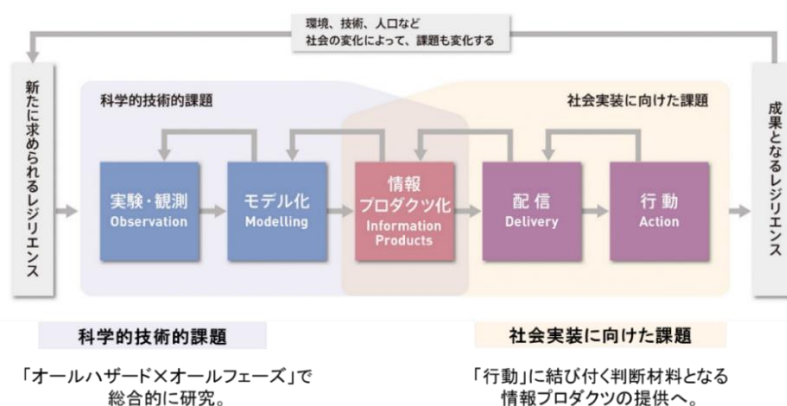 環境、技術、人口など
社会の変化によって、課題も変化する
新たに求められるレジリエンス
科学的技術的課題
社会実装に向けた課題
成果となるレジリエンス
実験・観測
Observation
モデル化
Modelling
情報
プロダクツ化
Information
Products
配信
Delivery
行動
Action
科学的技術的課題
「オールハザード×オールフェーズ」で
総合的に研究。
社会実装に向けた課題
「行動」に結び付く判断材料となる
情報プロダクツの提供へ。